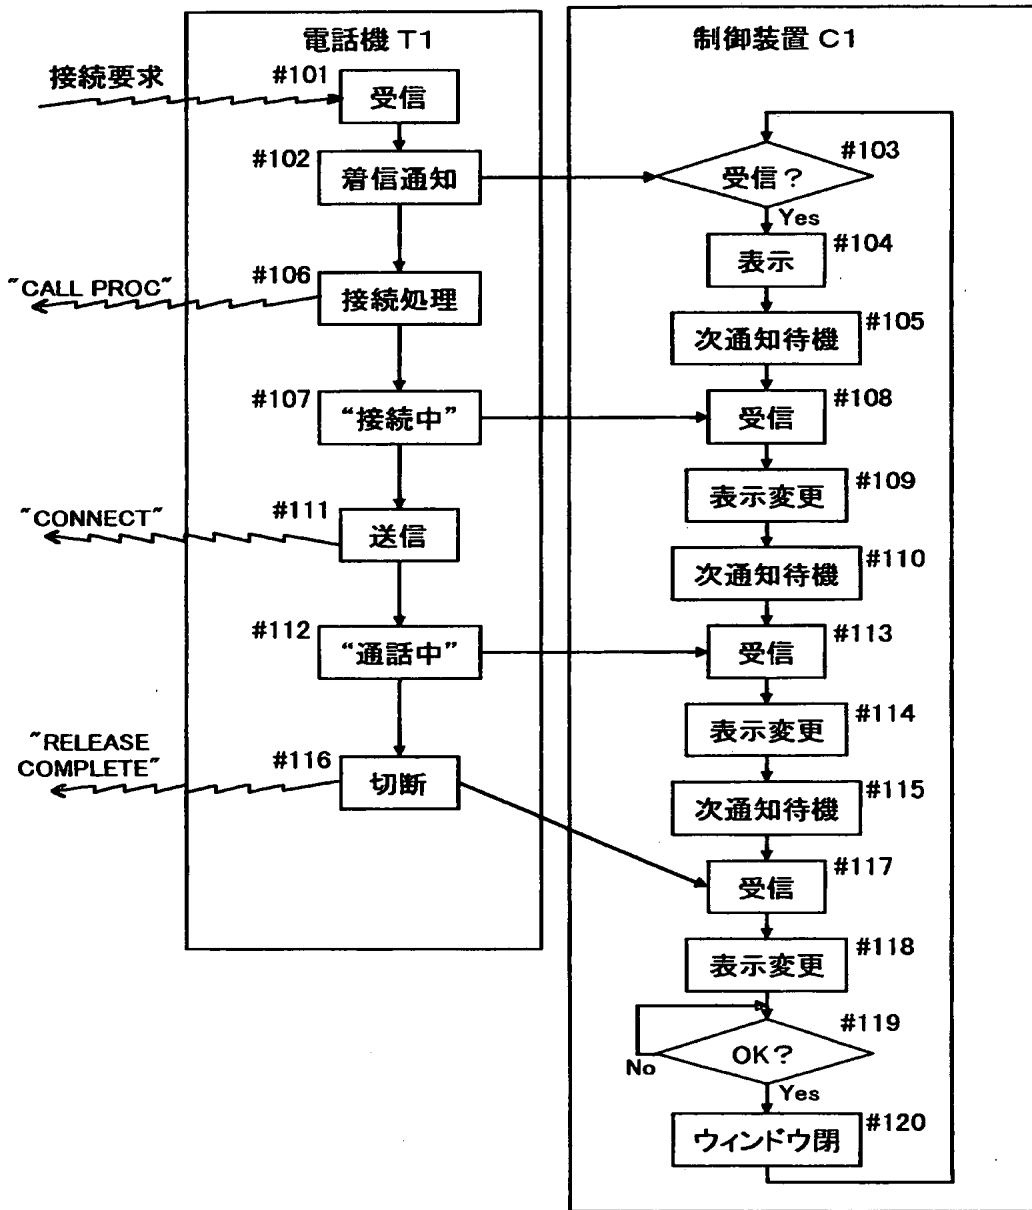 電話機 T1
接続要求
#101
受信
#102
着信通知
#106
"CALL PROC"
接続処理
#107
“接続中”
#111
"CONNECT"
送信
#112
“通話中”
"RELEASE
COMPLETE"
#116
切断
制御装置 C1
#103
受信？
Yes
#104
表示
#105
次通知待機
#108
受信
#109
表示変更
#110
次通知待機
#113
受信
#114
表示変更
#115
次通知待機
#117
受信
#118
表示変更
#119
OK？
No
Yes
#120
ウィンドウ閉